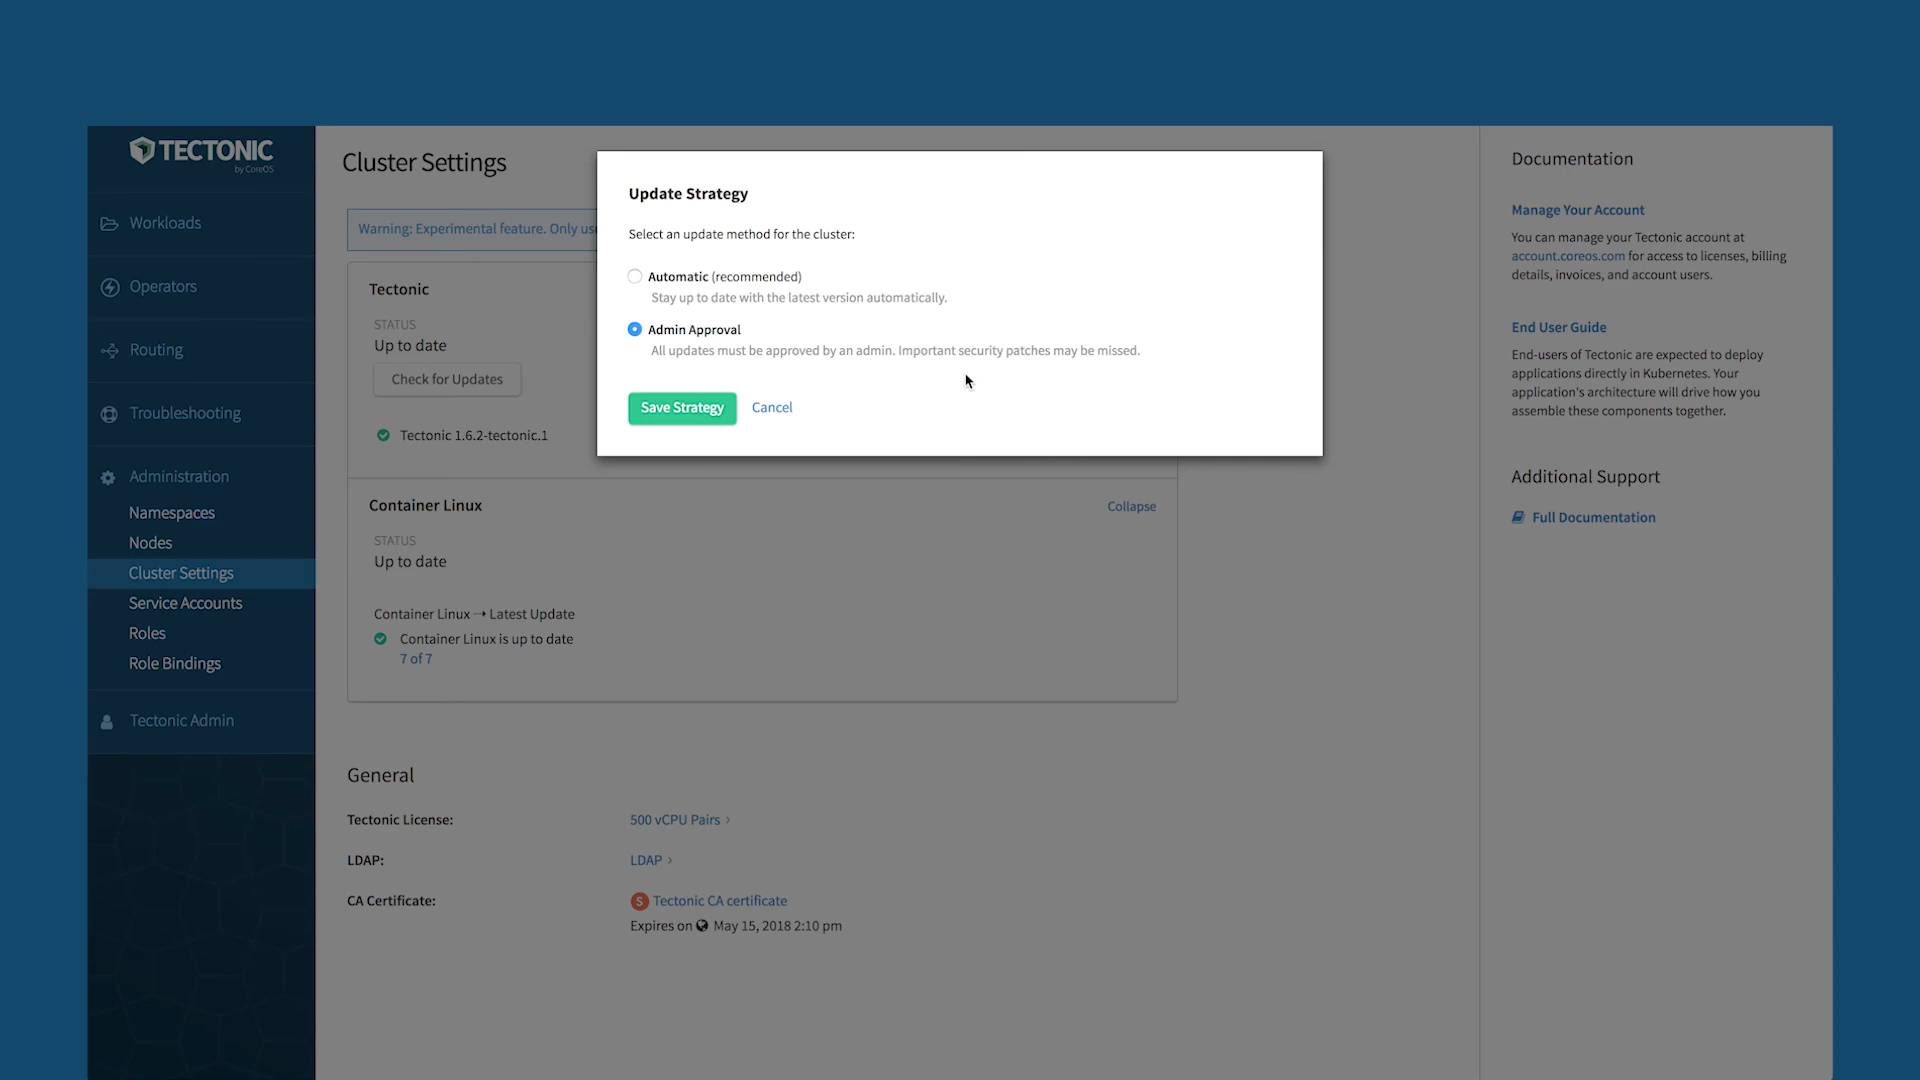 TECTONIC
by CoreOS
Workloads
Operators
Routing
Troubleshooting
Administration
Namespaces
Nodes
Cluster Settings
Service Accounts
Roles
Role Bindings
Tectonic Admin
Cluster Settings
Warning: Experimental feature. Only us
Tectonic
STATUS
Up to date
Check for Updates
Tectonic 1.6.2-tectonic.1
Container Linux
Collapse
STATUS
Up to date
Container Linux ➝ Latest Update
Container Linux is up to date
7 of 7
General
Tectonic License:
500 vCPU Pairs ›
LDAP:
LDAP ›
CA Certificate:
S Tectonic CA certificate
Expires on May 15, 2018 2:10 pm
Update Strategy
Select an update method for the cluster:
Automatic (recommended)
Stay up to date with the latest version automatically.
Admin Approval
All updates must be approved by an admin. Important security patches may be missed.
Save Strategy
Cancel
Documentation
Manage Your Account
You can manage your Tectonic account at
account.coreos.com for access to licenses, billing
details, invoices, and account users.
End User Guide
End-users of Tectonic are expected to deploy
applications directly in Kubernetes. Your
application's architecture will drive how you
assemble these components together.
Additional Support
Full Documentation